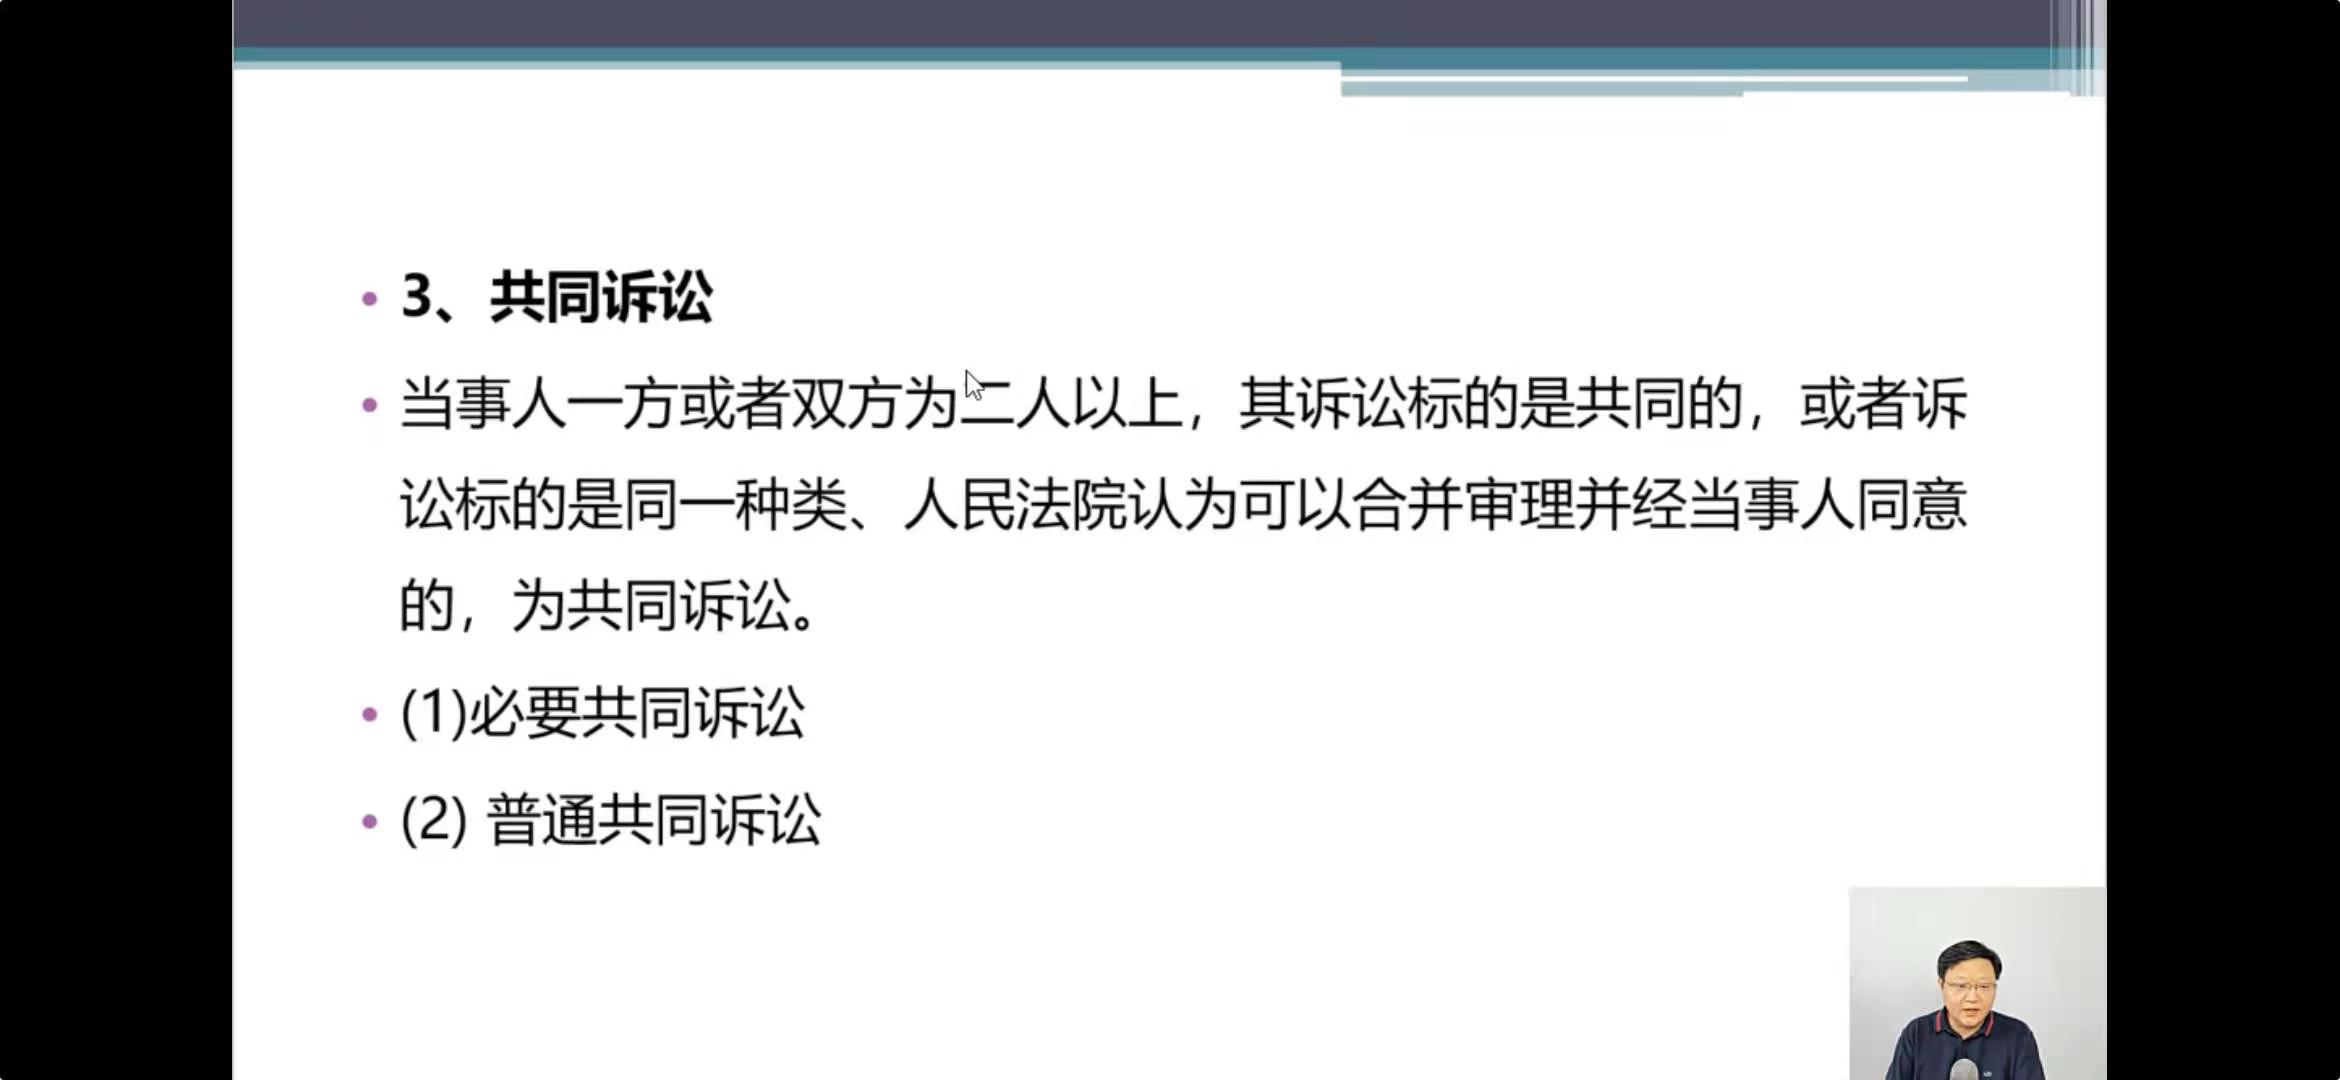 3、共同诉讼
当事人一方或者双方为二人以上，其诉讼标的是共同的，或者诉
讼标的是同一种类、人民法院认为可以合并审理并经当事人同意
的，为共同诉讼。
(1)必要共同诉讼
(2) 普通共同诉讼